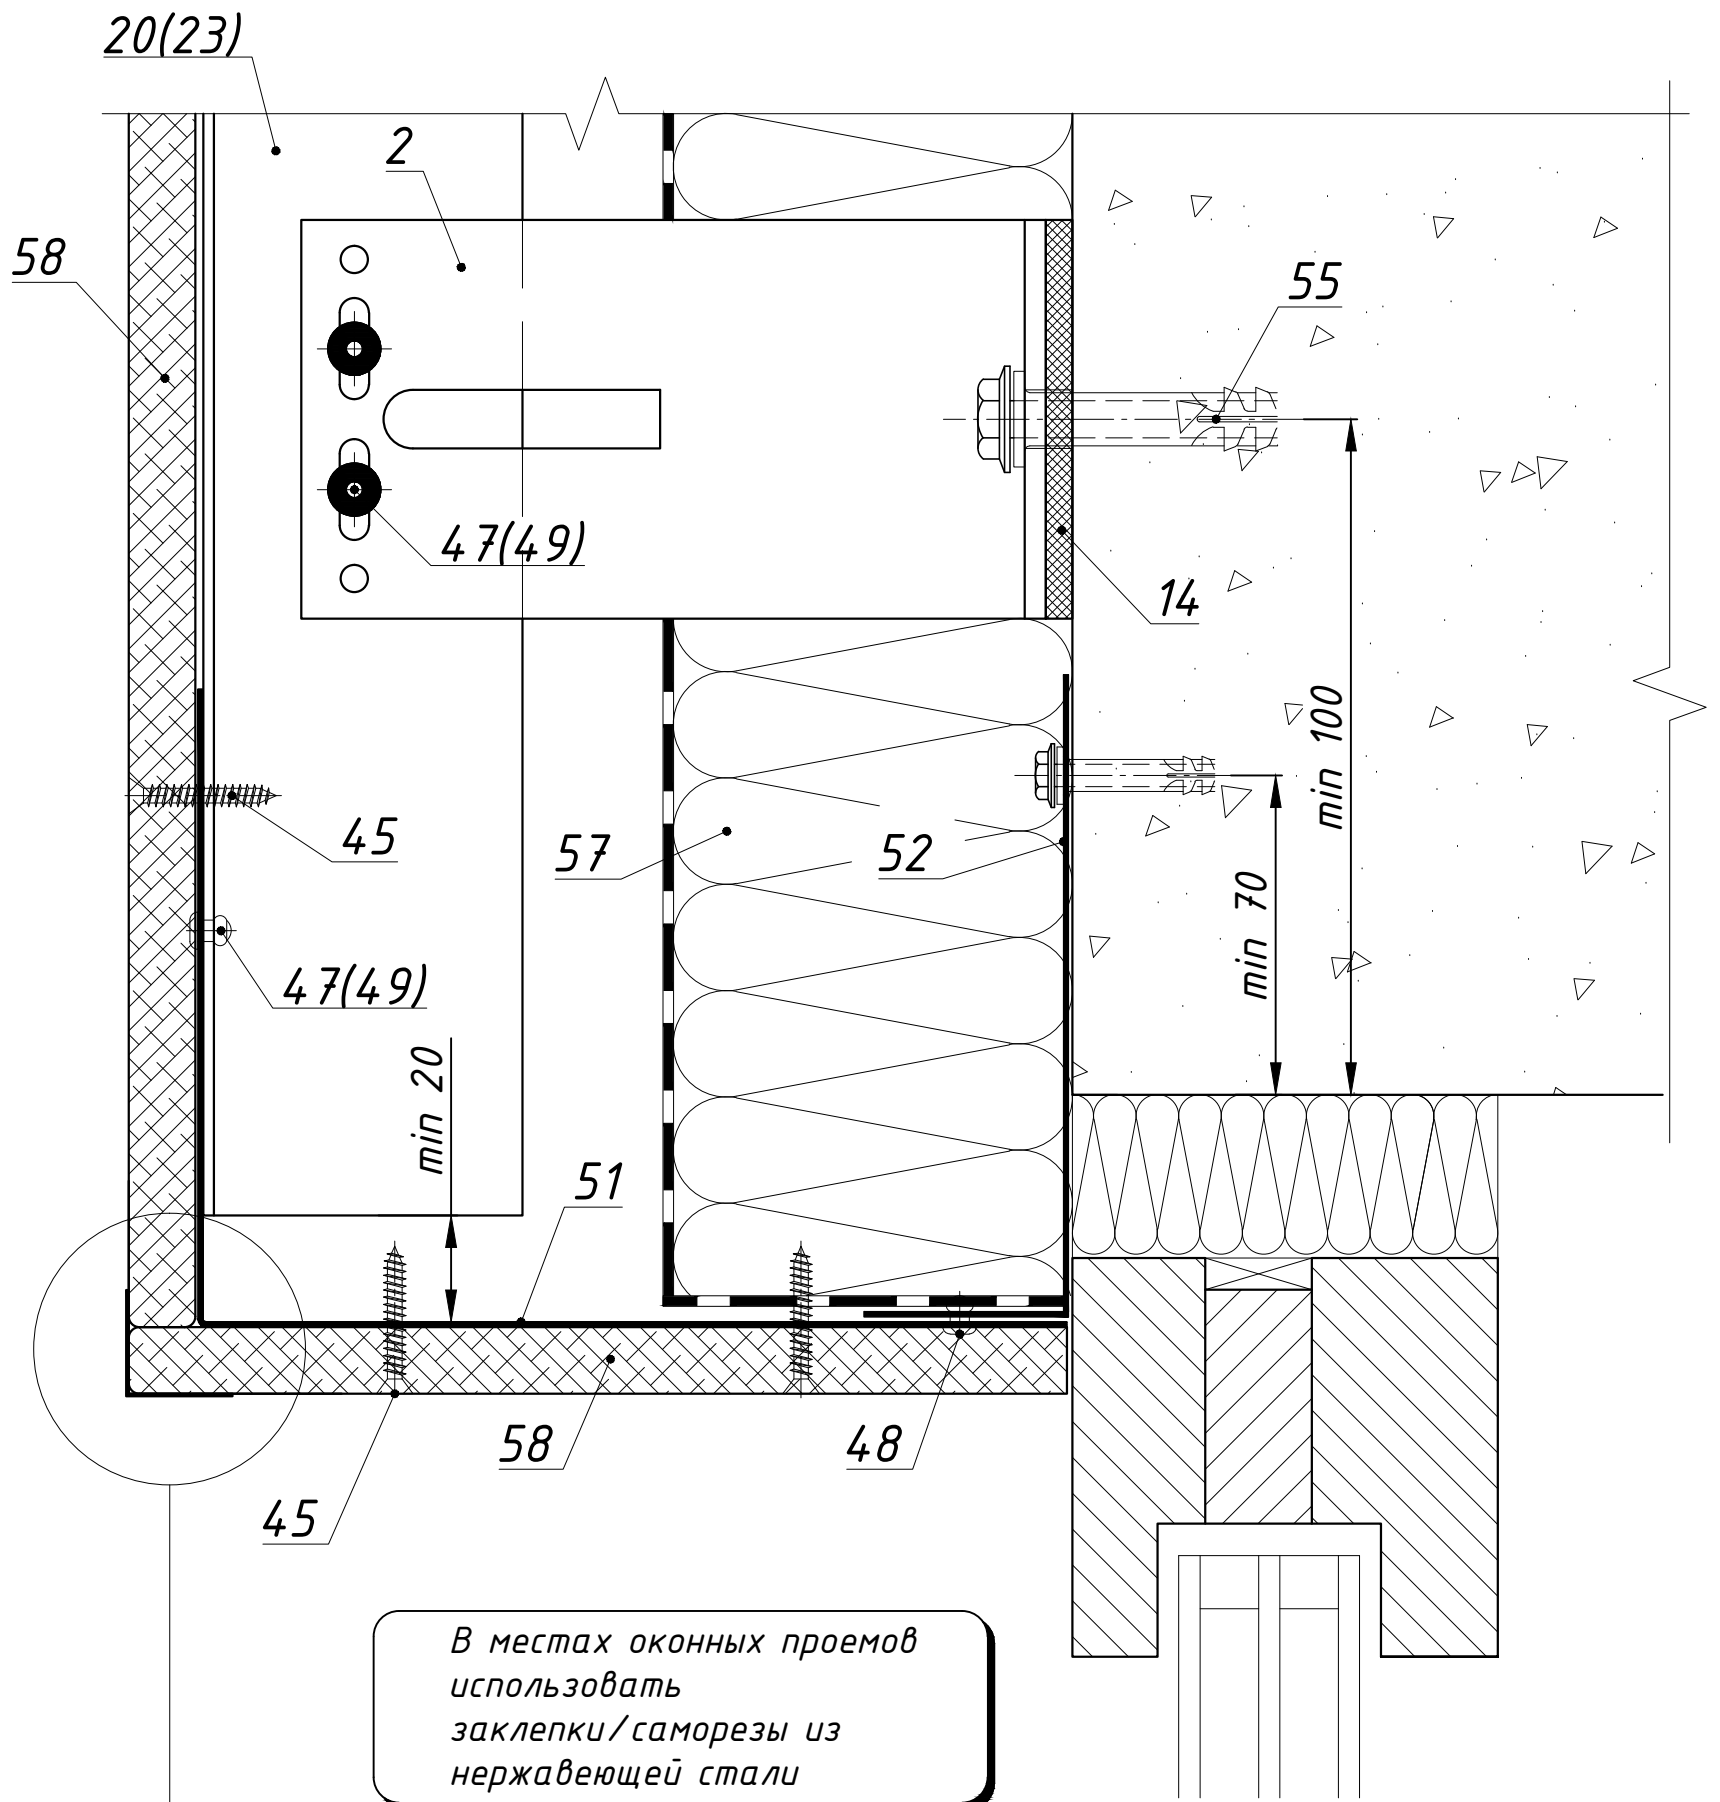 20(23)
2
58
55
47(49)
14
min 100
45
57
52
min 70
47(49)
min 20
51
58
48
45
В местах оконных проемов
использовать
заклепки/саморезы из
нержавеющей стали